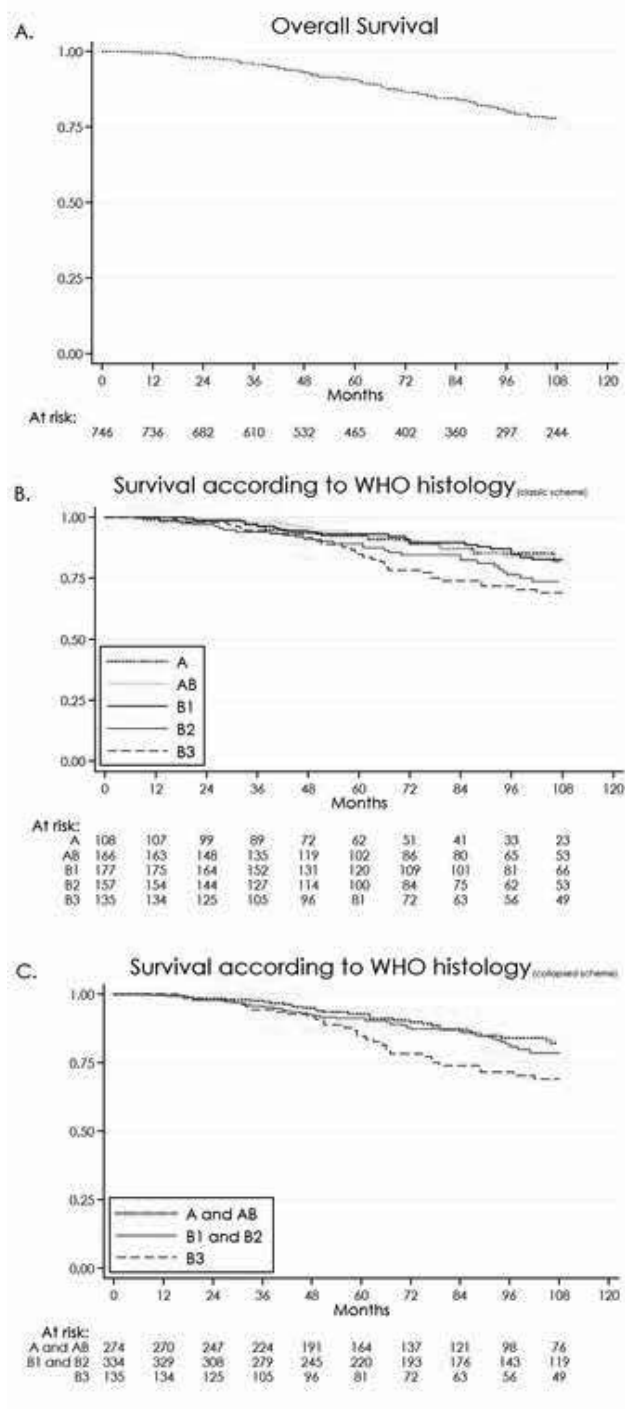 A.
Overall Survival
1.00
0.75
0.50
0.25
0.00
0 12 24 36 48 60 72 84 96 108 120
Months
At risk:
746 736 682 610 532 465 402 360 297 244
B.
Survival according to WHO histology (classic scheme)
1.00
0.75
0.50
0.25
0.00
A
AB
B1
B2
B3
0 12 24 36 48 60 72 84 96 108 120
Months
At risk:
A 108 107 99 89 72 62 51 41 33 23
AB 166 163 148 135 119 102 86 80 65 53
B1 177 175 164 152 131 120 109 101 81 66
B2 157 154 144 127 114 100 84 75 62 53
B3 135 134 125 105 96 81 72 63 56 49
C.
Survival according to WHO histology (collapsed scheme)
1.00
0.75
0.50
0.25
0.00
A and AB
B1 and B2
B3
0 12 24 36 48 60 72 84 96 108 120
Months
At risk:
A and AB 274 270 247 224 191 164 137 121 98 76
B1 and B2 334 329 308 279 245 220 193 176 143 119
B3 135 134 125 105 96 81 72 63 56 49